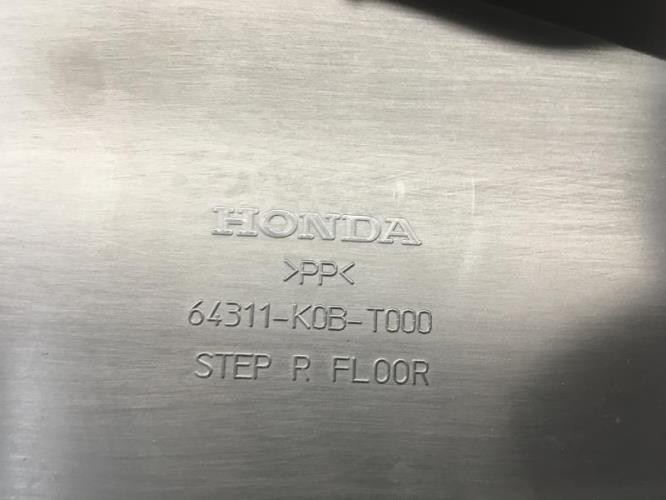 HONDA
>PP<
64311-K0B-T000
STEP P. FLOOR